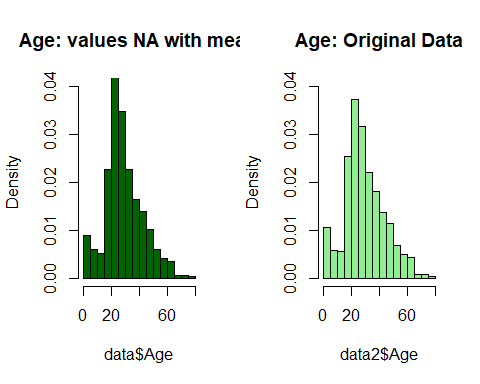 Age: values NA with mea
Density
0.00 0.01 0.02 0.03 0.04
0 20 60
data$Age
Age: Original Data
Density
0.00 0.01 0.02 0.03 0.04
0 20 60
data2$Age